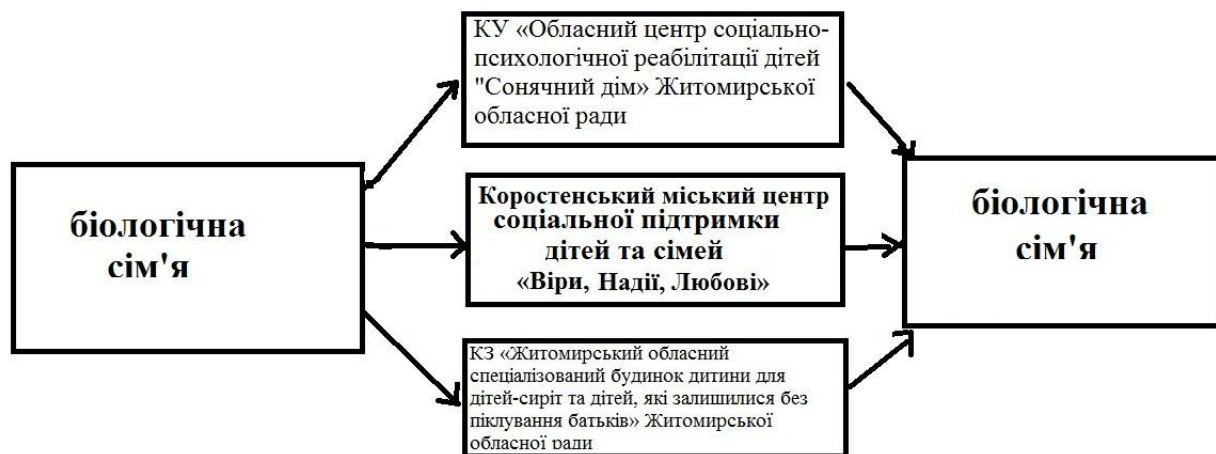 біологічна
сім'я
КУ «Обласний центр соціально-
психологічної реабілітації дітей
"Сонячний дім» Житомирської
обласної ради
Коростенський міський центр
соціальної підтримки
дітей та сімей
«Віри, Надії, Любові»
КЗ «Житомирський обласний
спеціалізований будинок дитини для
дітей-сиріт та дітей, які залишилися без
піклування батьків» Житомирської
обласної ради
біологічна
сім'я